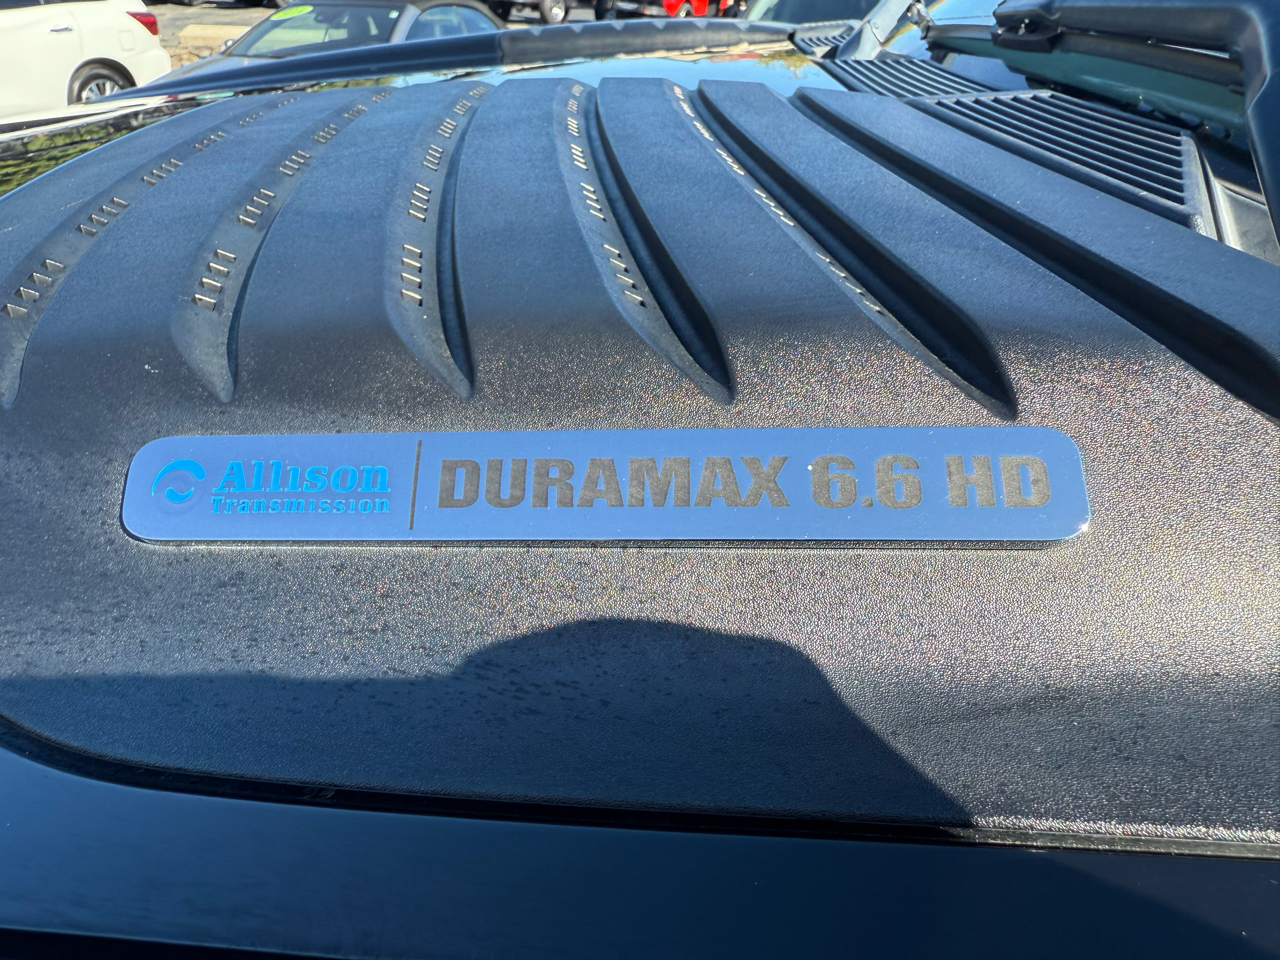 Allison
Transmission
DURAMAX 6.6 HD